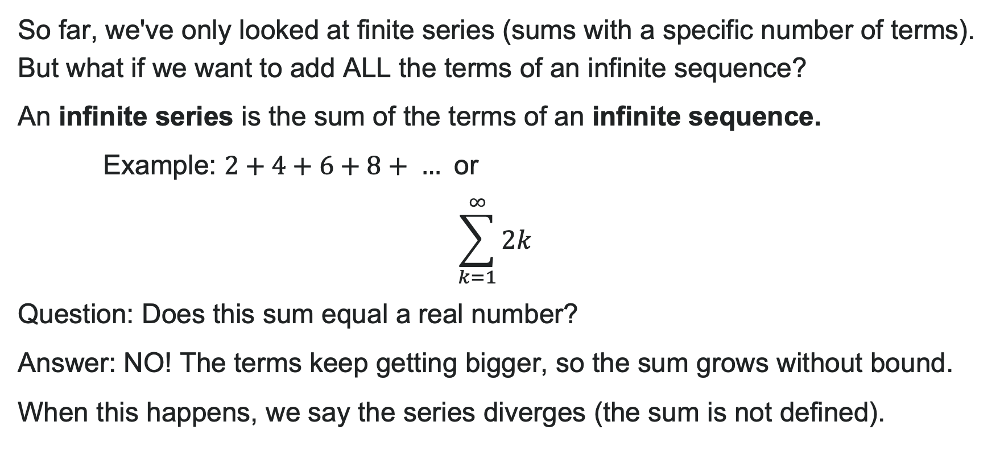 So far, we've only looked at finite series (sums with a specific number of terms).
But what if we want to add ALL the terms of an infinite sequence?
An infinite series is the sum of the terms of an infinite sequence.
Example: 2 + 4 + 6 + 8 + … or
∞
∑ 2k
k=1
Question: Does this sum equal a real number?
Answer: NO! The terms keep getting bigger, so the sum grows without bound.
When this happens, we say the series diverges (the sum is not defined).